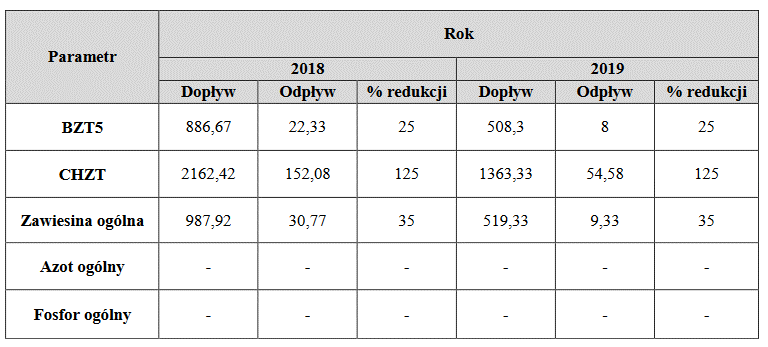 Parametr
Rok
2018 2019
Dopływ Odpływ % redukcji Dopływ Odpływ % redukcji
BZT5 886,67 22,33 25 508,3 8 25
CHZT 2162,42 152,08 125 1363,33 54,58 125
Zawiesina ogólna 987,92 30,77 35 519,33 9,33 35
Azot ogólny - - - - - -
Fosfor ogólny - - - - - -